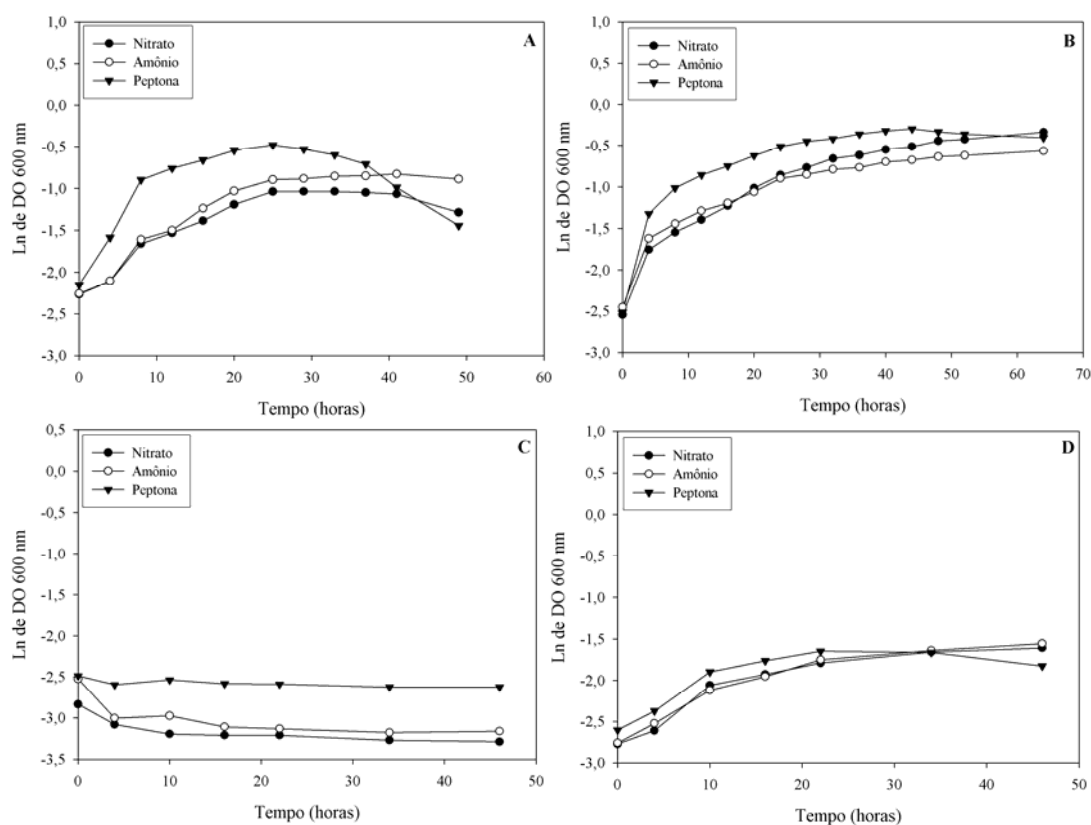 A
Nitrato
Amônio
Peptona
Ln de DO 600 nm
1,0
0,5
0,0
-0,5
-1,0
-1,5
-2,0
-2,5
-3,0
0 10 20 30 40 50 60
Tempo (horas)
B
Nitrato
Amônio
Peptona
Ln de DO 600 nm
1,0
0,5
0,0
-0,5
-1,0
-1,5
-2,0
-2,5
-3,0
0 10 20 30 40 50 60 70
Tempo (horas)
C
Nitrato
Amônio
Peptona
Ln de DO 600 nm
0,5
0,0
-0,5
-1,0
-1,5
-2,0
-2,5
-3,0
-3,5
0 10 20 30 40 50
Tempo (horas)
D
Nitrato
Amônio
Peptona
Ln de DO 600 nm
1,0
0,5
0,0
-0,5
-1,0
-1,5
-2,0
-2,5
-3,0
0 10 20 30 40 50
Tempo (horas)